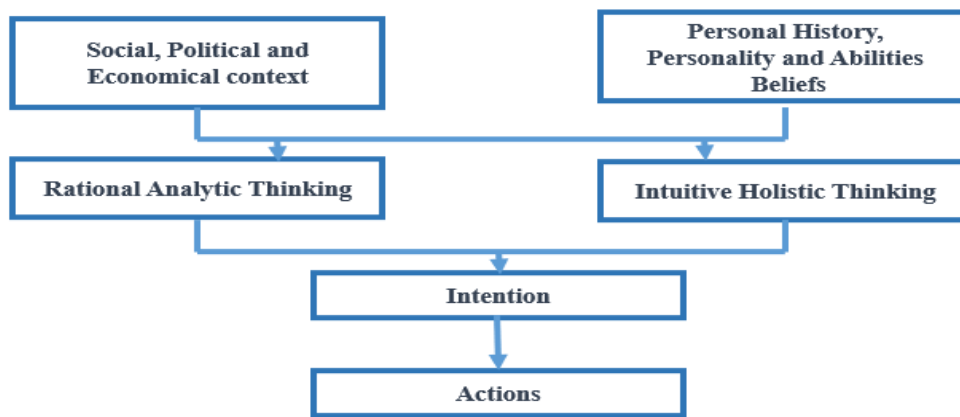 Social, Political and
Economical context
Personal History,
Personality and Abilities
Beliefs
Rational Analytic Thinking
Intuitive Holistic Thinking
Intention
Actions